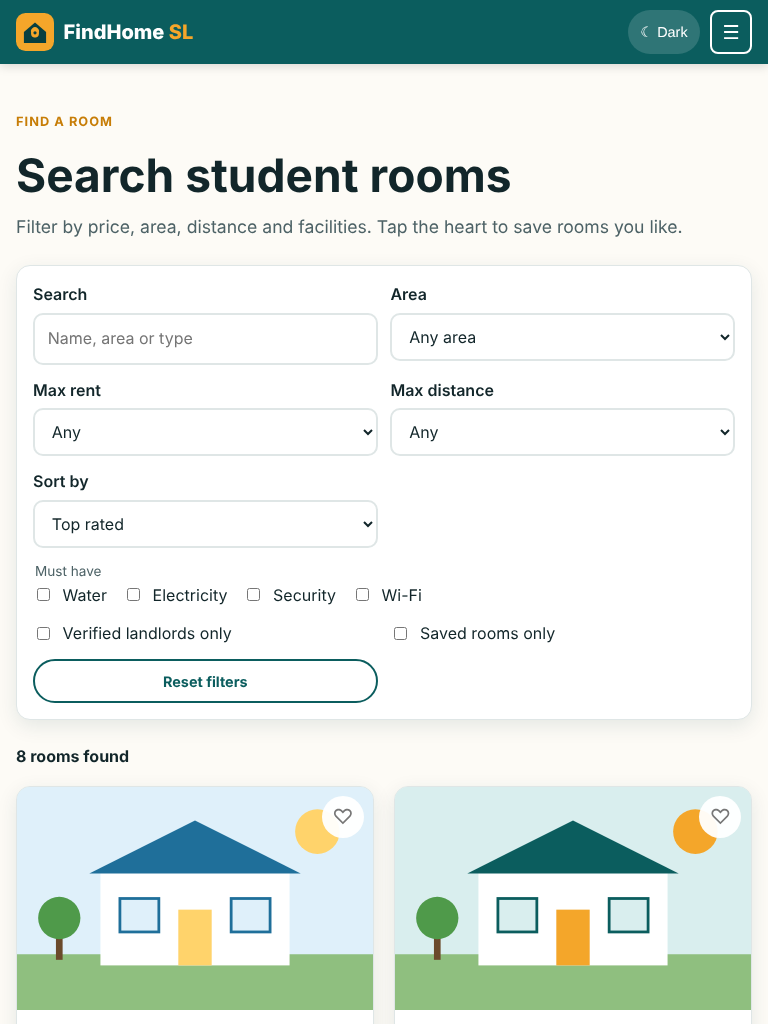 FindHome SL
☾ Dark
☰
FIND A ROOM
Search student rooms
Filter by price, area, distance and facilities. Tap the heart to save rooms you like.
Search
Area
Name, area or type
Any area
Max rent
Max distance
Any
Any
Sort by
Top rated
Must have
Water
Electricity
Security
Wi-Fi
Verified landlords only
Saved rooms only
Reset filters
8 rooms found